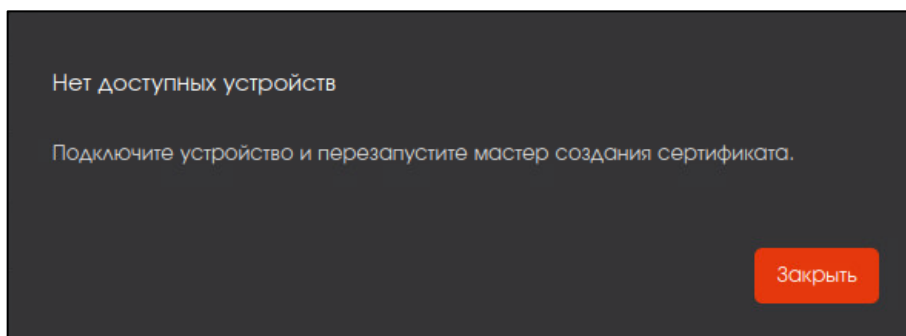 Нет доступных устройств
Подключите устройство и перезапустите мастер создания сертификата.
Закрыть